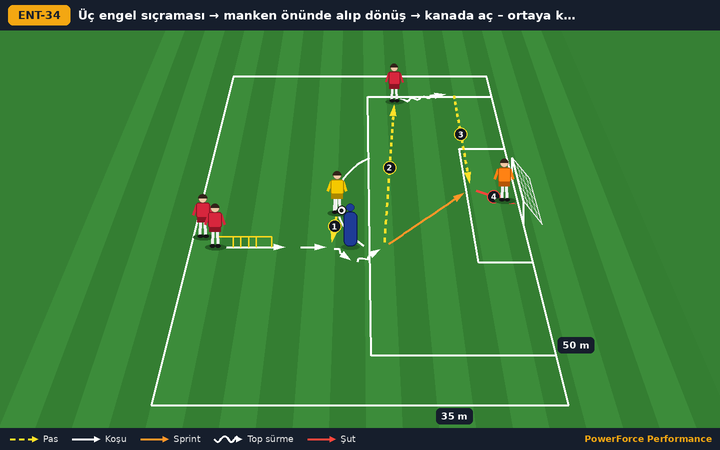 ENT-34 Üç engel sıçraması → manken önünde alıp dönüş → kanada aç – ortaya k...
3
2
4
1
50 m
35 m
Pas Koşu Sprint Top sürme Şut PowerForce Performance